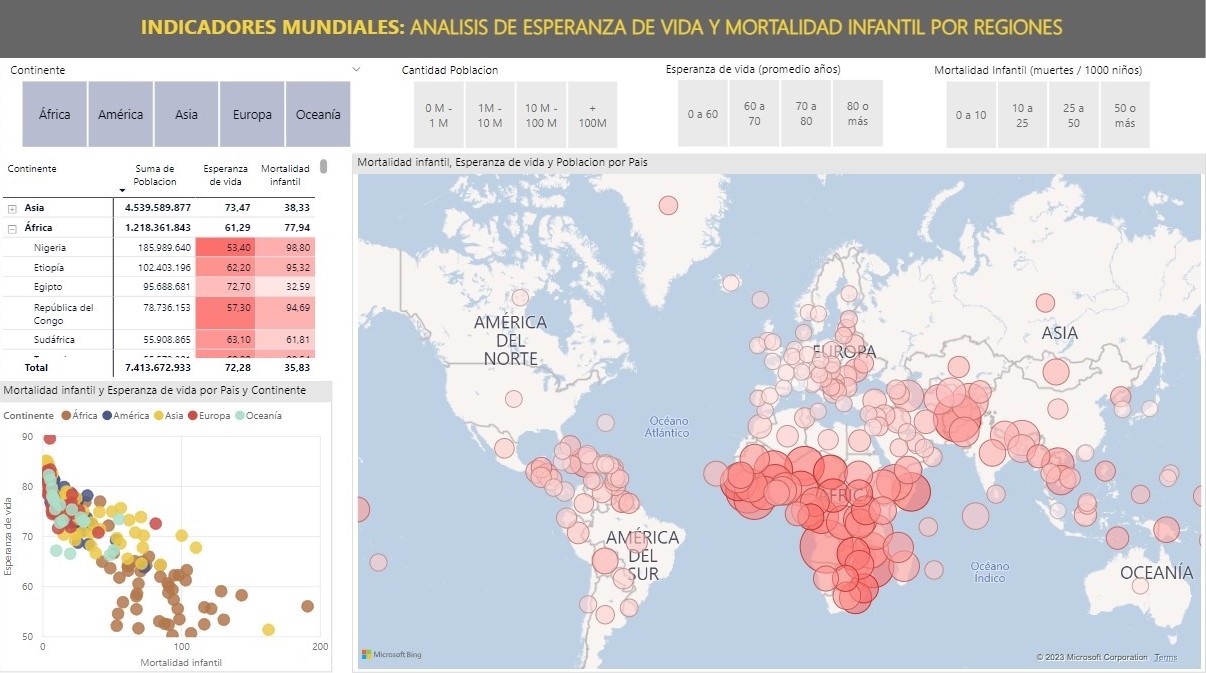 INDICADORES MUNDIALES: ANALISIS DE ESPERANZA DE VIDA Y MORTALIDAD INFANTIL POR REGIONES
Continente
África América Asia Europa Oceanía
Cantidad Poblacion
0 M - 1 M
1M - 10 M
10 M - 100 M
+ 100M
Esperanza de vida (promedio años)
0 a 60
60 a 70
70 a 80
80 o más
Mortalidad Infantil (muertes / 1000 niños)
0 a 10
10 a 25
25 a 50
50 o más
Continente Suma de Poblacion Esperanza de vida Mortalidad infantil
Asia 4.539.589.877 73,47 38,33
África 1.218.361.843 61,29 77,94
Nigeria 185.989.640 53,40 98,80
Etiopía 102.403.196 62,20 95,32
Egipto 95.688.681 72,70 32,59
República del Congo 78.736.153 57,30 94,69
Sudáfrica 55.908.865 63,10 61,81
Total 7.413.672.933 72,28 35,83
Mortalidad infantil y Esperanza de vida por Pais y Continente
Continente África América Asia Europa Oceanía
Esperanza de vida
90
80
70
60
50
0 100 200
Mortalidad infantil
Mortalidad infantil, Esperanza de vida y Poblacion por Pais
AMÉRICA
DEL
NORTE
EUROPA
ASIA
Océano
Atlántico
ÁFRICA
AMÉRICA
DEL
SUR
Océano
Índico
OCEANÍA
Microsoft Bing
© 2023 Microsoft Corporation Terms